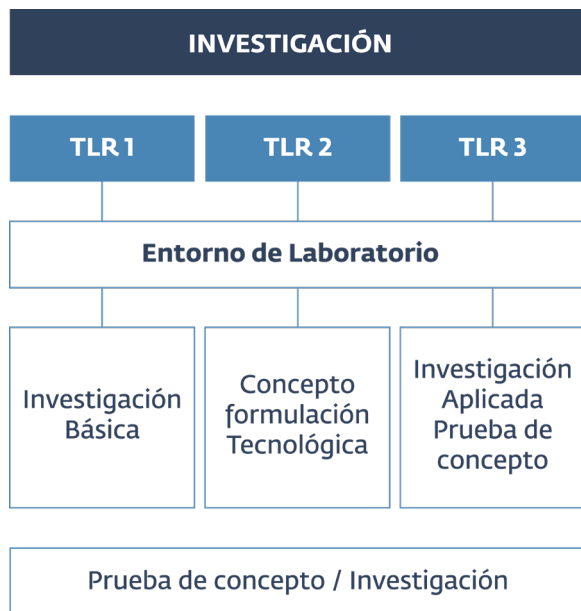 INVESTIGACIÓN
TLR 1
TLR 2
TLR 3
Entorno de Laboratorio
Investigación
Básica
Concepto
formulación
Tecnológica
Investigación
Aplicada
Prueba de
concepto
Prueba de concepto / Investigación